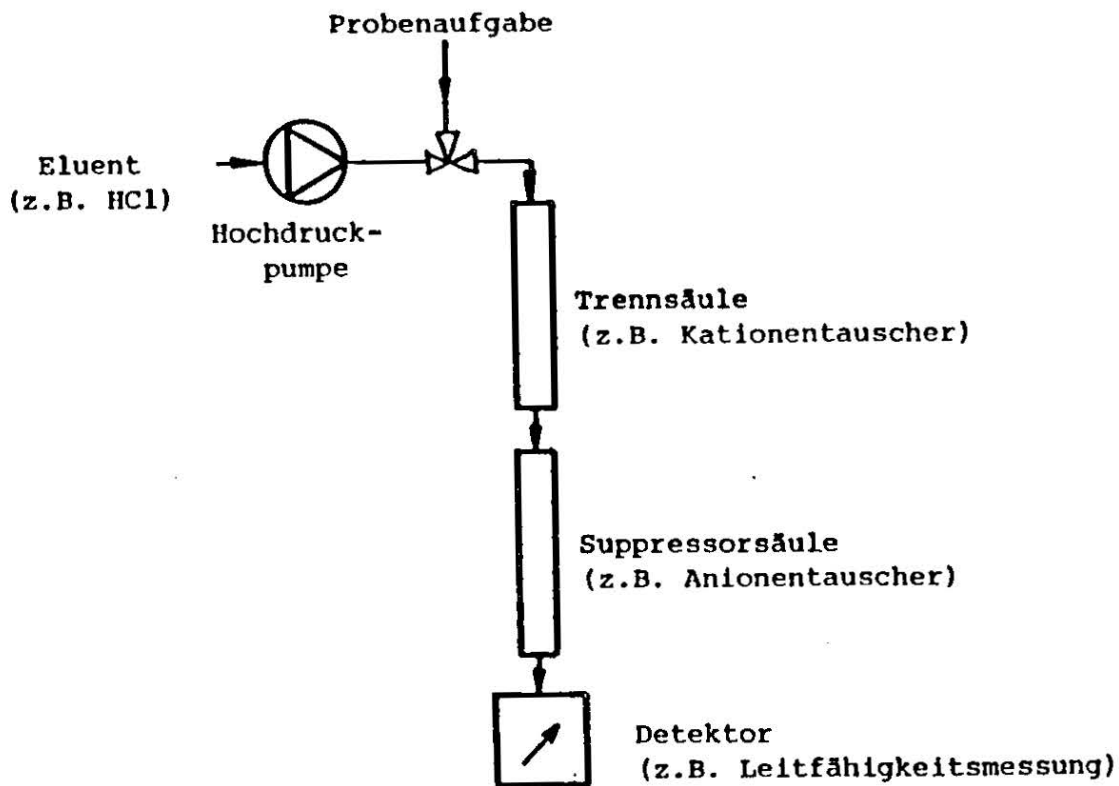 Probenaufgabe
Eluent
(z.B. HCl)
Hochdruck-
pumpe
Trennsäule
(z.B. Kationentauscher)
Suppressorsäule
(z.B. Anionentauscher)
Detektor
(z.B. Leitfähigkeitsmessung)